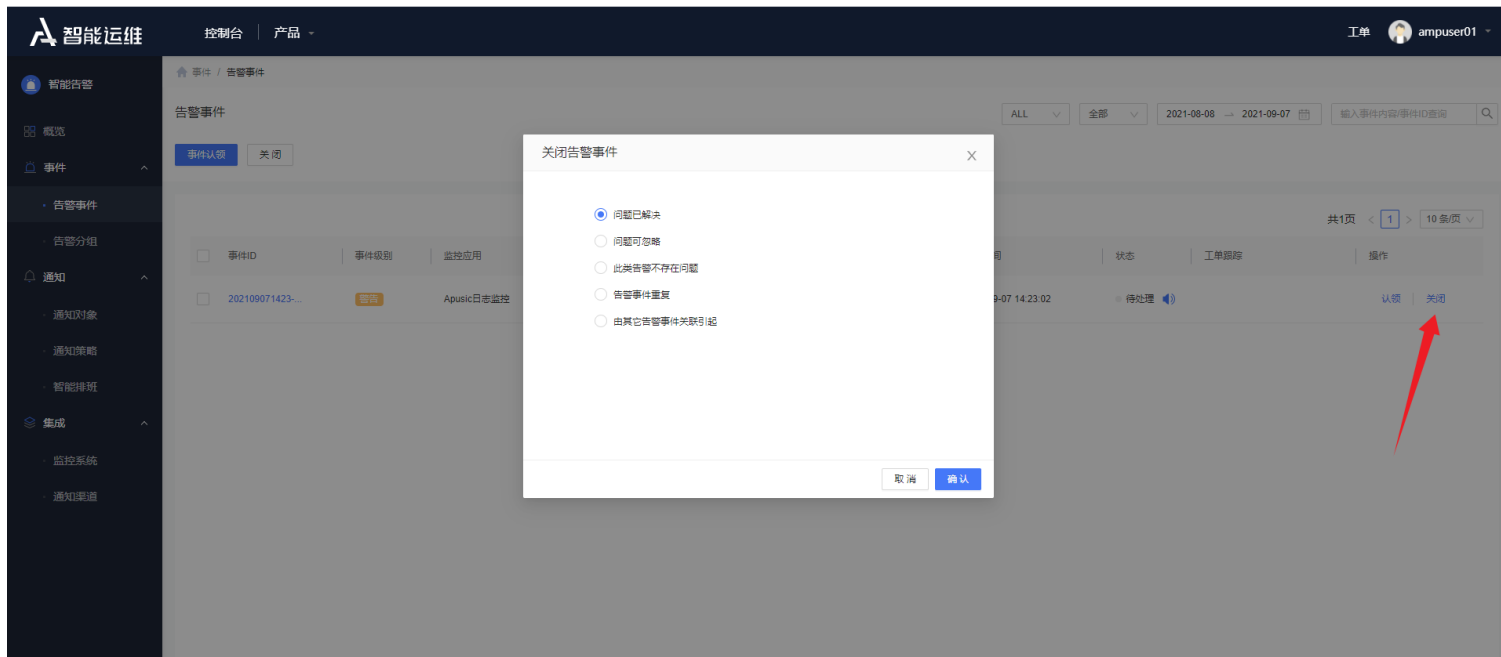 智能运维 控制台 产品 工单 ampuser01
智能告警
事件 / 告警事件
告警事件 ALL 全部 2021-08-08 → 2021-09-07 输入事件内容/事件ID查询
概览
事件
告警事件
告警分组
通知
通知对象
通知策略
智能排班
集成
监控系统
通知渠道
事件认领 关 闭
共1页 < 1 > 10 条/页
事件ID 事件级别 监控应用 状态 工单跟踪 操作
202109071423-... 警告 Apusic日志监控 9-07 14:23:02 待处理 认领 关闭
关闭告警事件 X
问题已解决
问题可忽略
此类告警不存在问题
告警事件重复
由其它告警事件关联引起
取 消 确 认